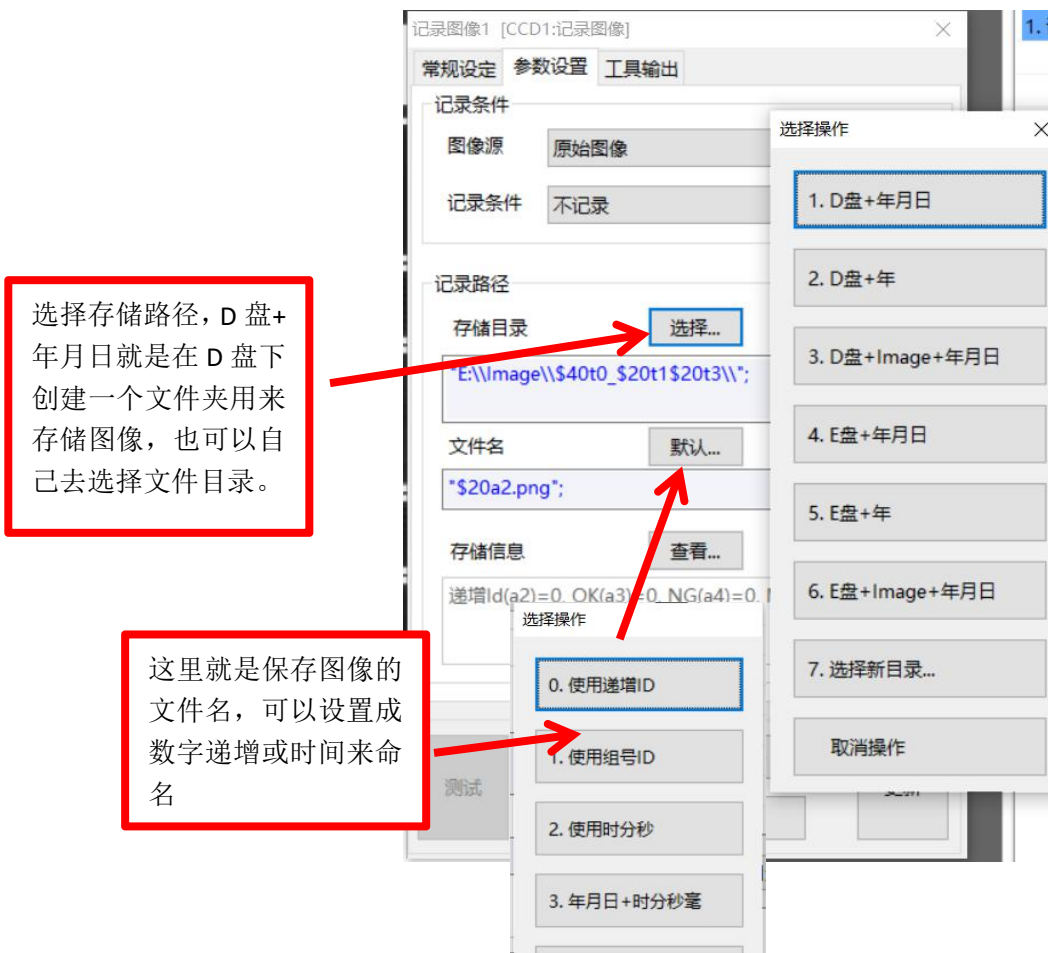 记录图像1 [CCD1:记录图像]
1.
常规设定 参数设置 工具输出
记录条件
图像源
原始图像
记录条件
不记录
记录路径
存储目录
选择...
"E:\\Image\\$40t0_$20t1$20t3\\";
文件名
默认...
"$20a2.png";
存储信息
查看...
递增Id(a2)=0, OK(a3)=0, NG(a4)=0,
测试
选择操作
1. D盘+年月日
2. D盘+年
3. D盘+Image+年月日
4. E盘+年月日
5. E盘+年
6. E盘+Image+年月日
7. 选择新目录...
取消操作
选择操作
0. 使用递增ID
1. 使用组号ID
2. 使用时分秒
3. 年月日+时分秒毫
选择存储路径，D 盘+
年月日就是在 D 盘下
创建一个文件夹用来
存储图像，也可以自
己去选择文件目录。
这里就是保存图像的
文件名，可以设置成
数字递增或时间来命
名